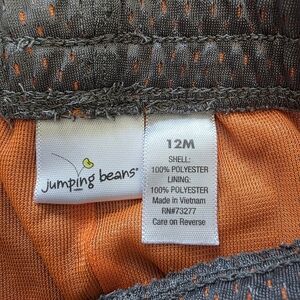 jumping beans®
12M
SHELL:
100% POLYESTER
LINING:
100% POLYESTER
Made in Vietnam
RN#73277
Care on Reverse